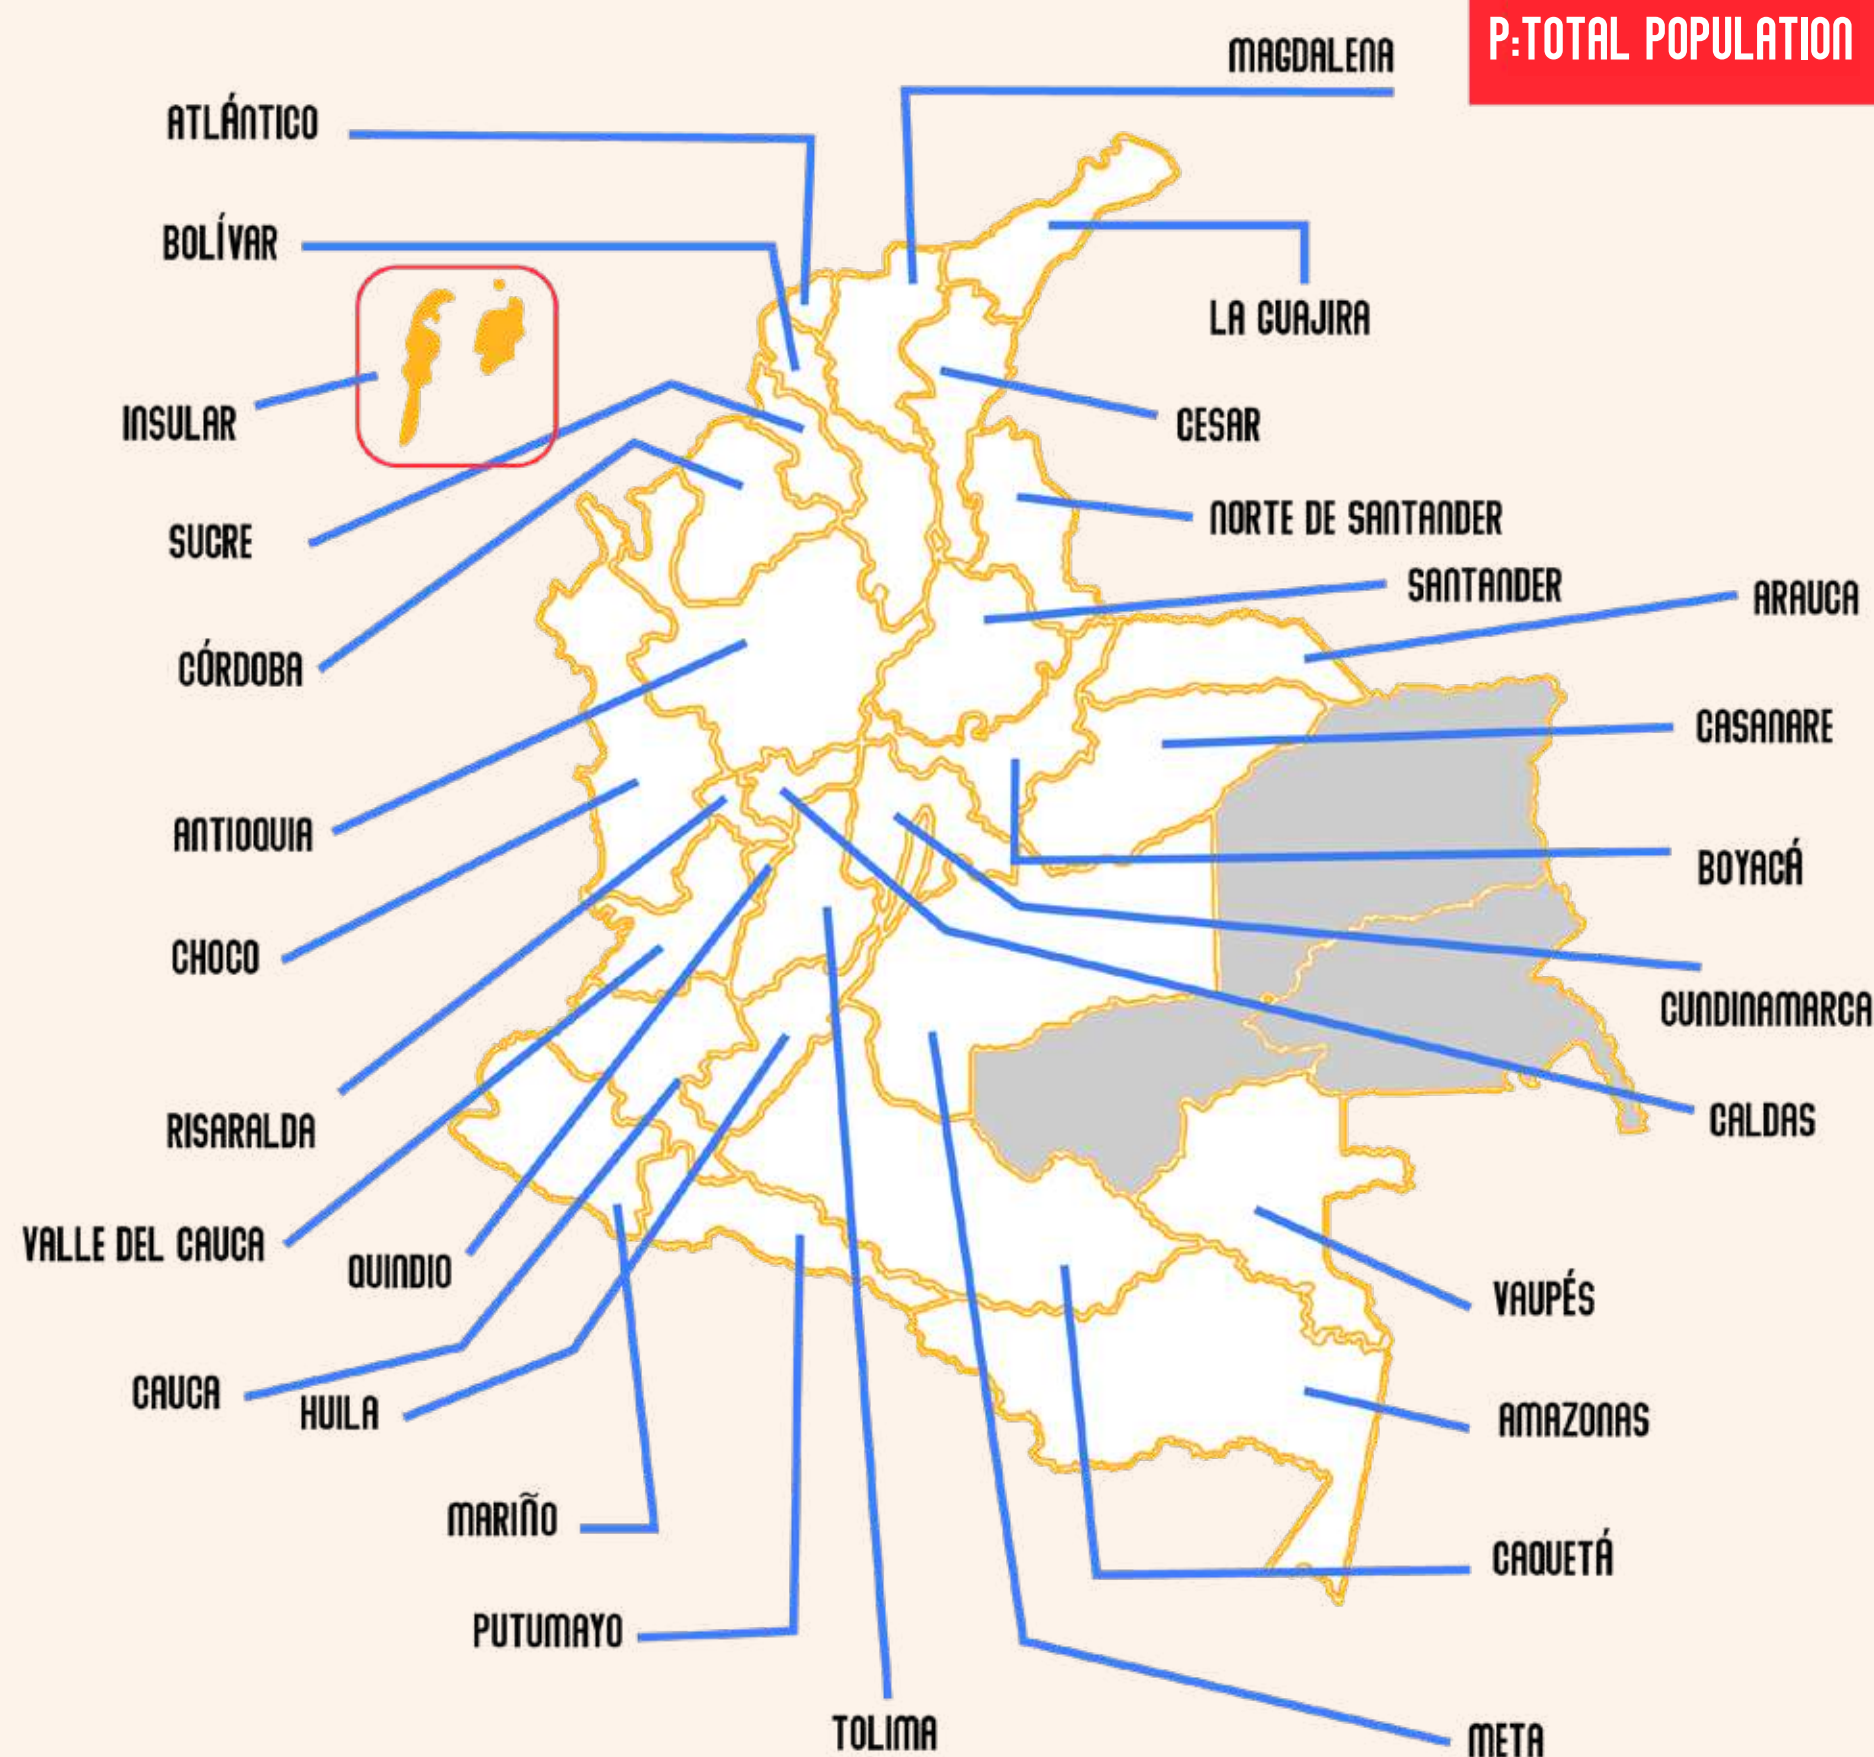 P:TOTAL POPULATION
MAGDALENA
ATLÁNTICO
BOLÍVAR
LA GUAJIRA
INSULAR
CESAR
SUCRE
NORTE DE SANTANDER
SANTANDER
ARAUCA
CÓRDOBA
CASANARE
ANTIOQUIA
BOYACÁ
CHOCO
CUNDINAMARCA
RISARALDA
CALDAS
VALLE DEL CAUCA
QUINDIO
VAUPÉS
CAUCA
HUILA
AMAZONAS
MARIÑO
CAQUETÁ
PUTUMAYO
TOLIMA
META